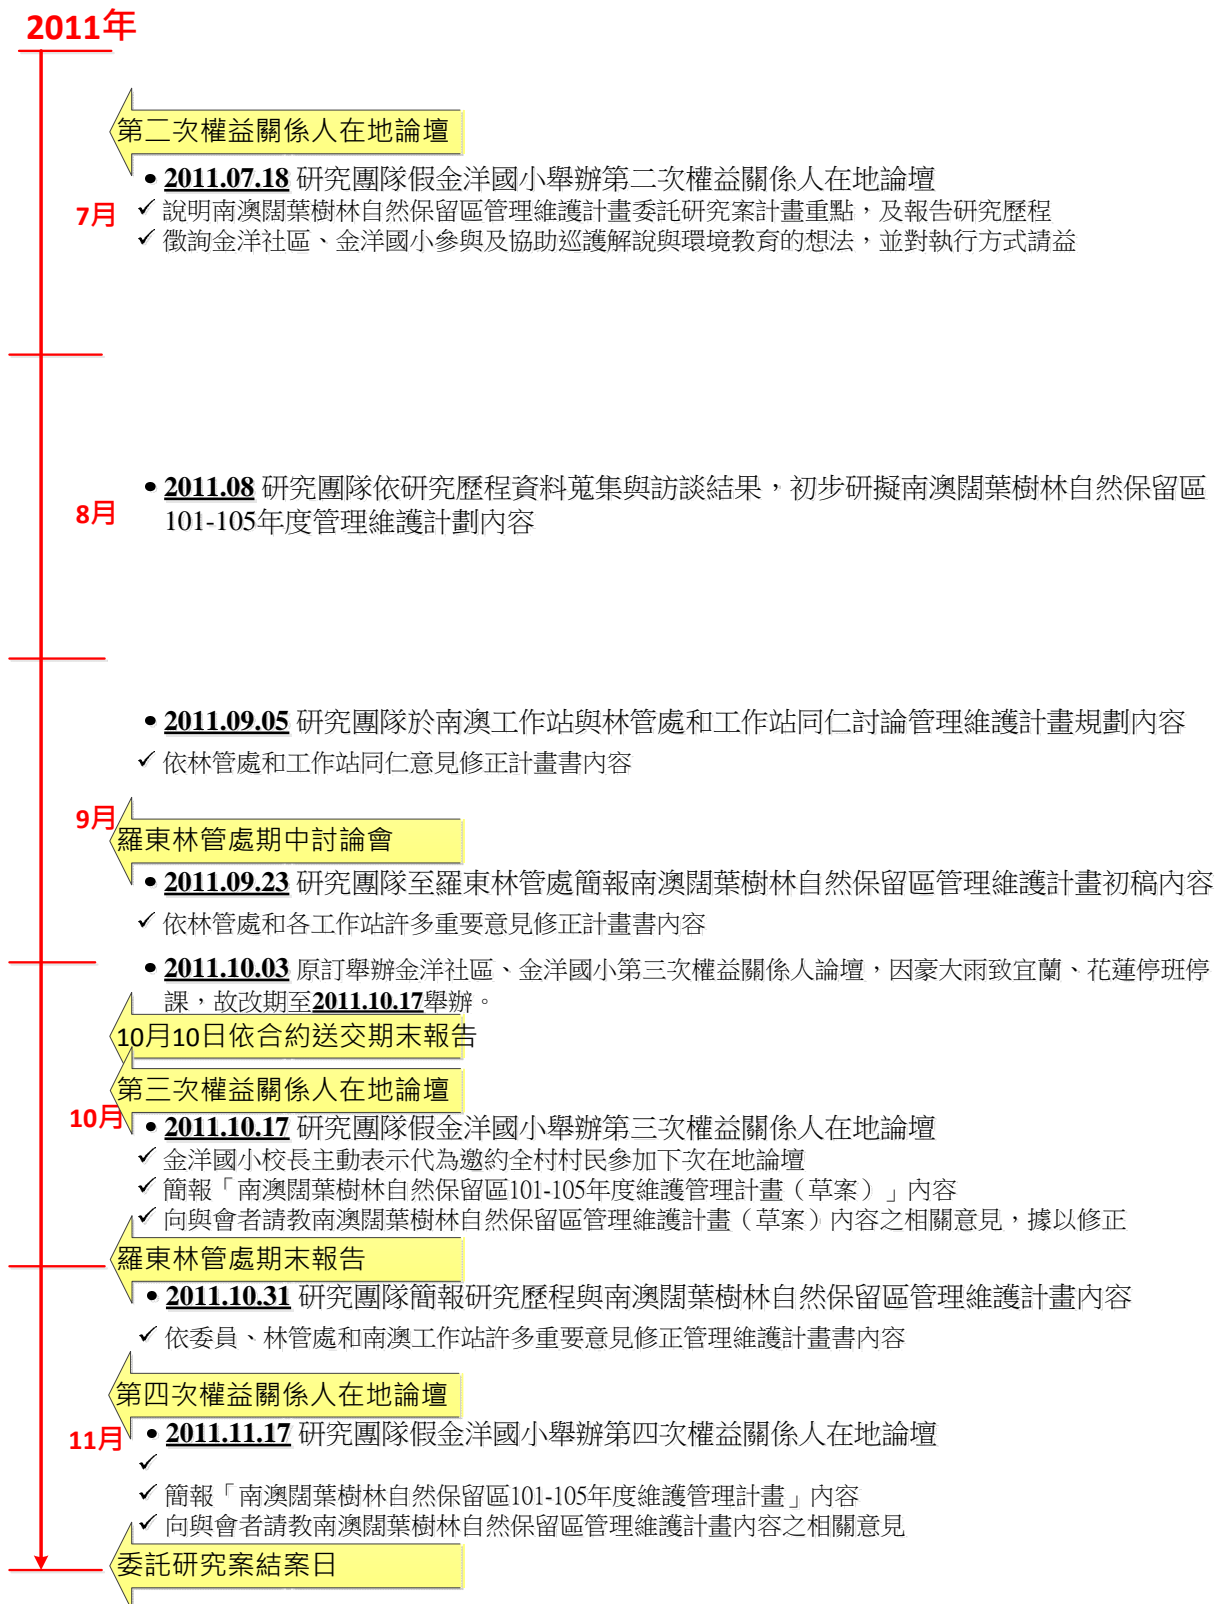 2011年
第二次權益關係人在地論壇
• 2011.07.18 研究團隊假金洋國小舉辦第二次權益關係人在地論壇
7月
✓ 說明南澳闊葉樹林自然保留區管理維護計畫委託研究案計畫重點，及報告研究歷程
✓ 徵詢金洋社區、金洋國小參與及協助巡護解說與環境教育的想法，並對執行方式請益
• 2011.08 研究團隊依研究歷程資料蒐集與訪談結果，初步研擬南澳闊葉樹林自然保留區
8月
101-105年度管理維護計劃內容
• 2011.09.05 研究團隊於南澳工作站與林管處和工作站同仁討論管理維護計畫規劃內容
✓ 依林管處和工作站同仁意見修正計畫書內容
9月
羅東林管處期中討論會
• 2011.09.23 研究團隊至羅東林管處簡報南澳闊葉樹林自然保留區管理維護計畫初稿內容
✓ 依林管處和各工作站許多重要意見修正計畫書內容
• 2011.10.03 原訂舉辦金洋社區、金洋國小第三次權益關係人論壇，因豪大雨致宜蘭、花蓮停班停
課，故改期至2011.10.17舉辦。
10月10日依合約送交期末報告
第三次權益關係人在地論壇
10月
• 2011.10.17 研究團隊假金洋國小舉辦第三次權益關係人在地論壇
✓ 金洋國小校長主動表示代為邀約全村村民參加下次在地論壇
✓ 簡報「南澳闊葉樹林自然保留區101-105年度維護管理計畫（草案）」內容
✓ 向與會者請教南澳闊葉樹林自然保留區管理維護計畫（草案）內容之相關意見，據以修正
羅東林管處期末報告
• 2011.10.31 研究團隊簡報研究歷程與南澳闊葉樹林自然保留區管理維護計畫內容
✓ 依委員、林管處和南澳工作站許多重要意見修正管理維護計畫書內容
第四次權益關係人在地論壇
11月
• 2011.11.17 研究團隊假金洋國小舉辦第四次權益關係人在地論壇
✓
✓ 簡報「南澳闊葉樹林自然保留區101-105年度維護管理計畫」內容
✓ 向與會者請教南澳闊葉樹林自然保留區管理維護計畫內容之相關意見
委託研究案結案日